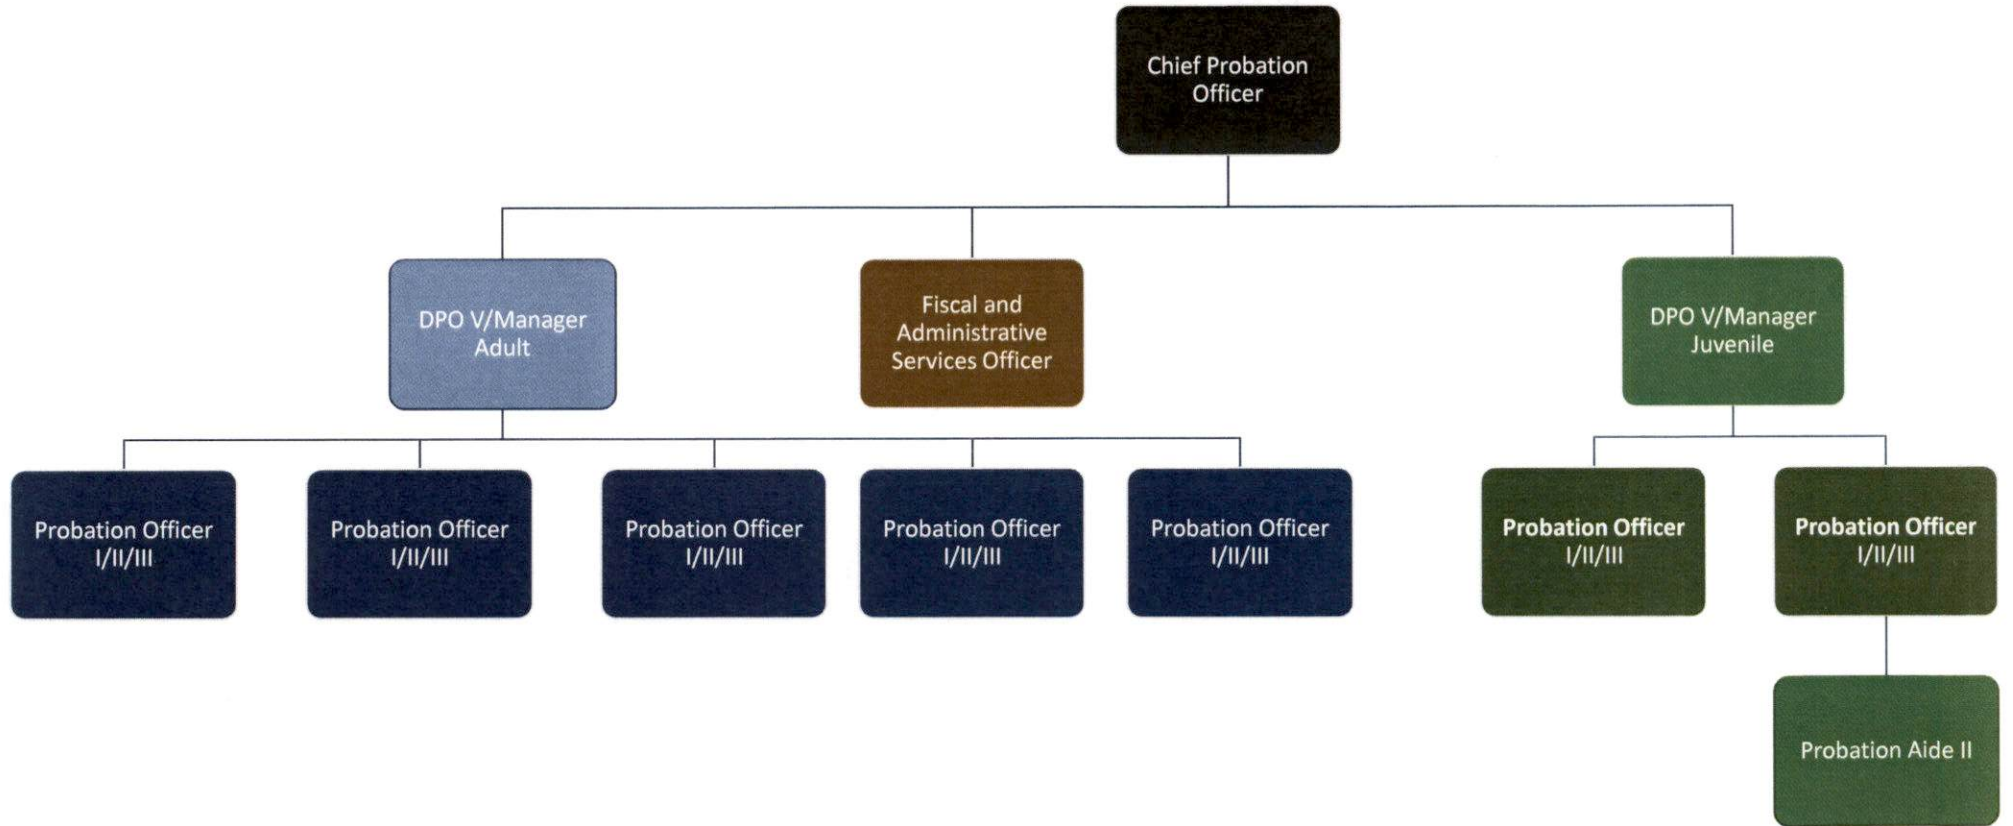 Chief Probation
Officer
DPO V/Manager
Adult
Fiscal and
Administrative
Services Officer
DPO V/Manager
Juvenile
Probation Officer
I/II/III
Probation Officer
I/II/III
Probation Officer
I/II/III
Probation Officer
I/II/III
Probation Officer
I/II/III
Probation Officer
I/II/III
Probation Officer
I/II/III
Probation Aide II